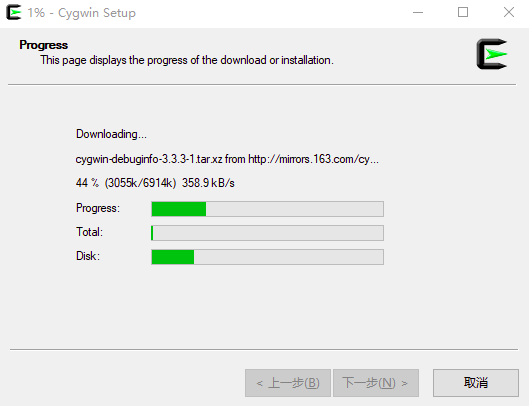 1% - Cygwin Setup
Progress
This page displays the progress of the download or installation.
Downloading...
cygwin-debuginfo-3.3.3-1.tar.xz from http://mirrors.163.com/cy...
44 % (3055k/6914k) 358.9 kB/s
Progress:
Total:
Disk:
< 上一步(B)
下一步(N) >
取消